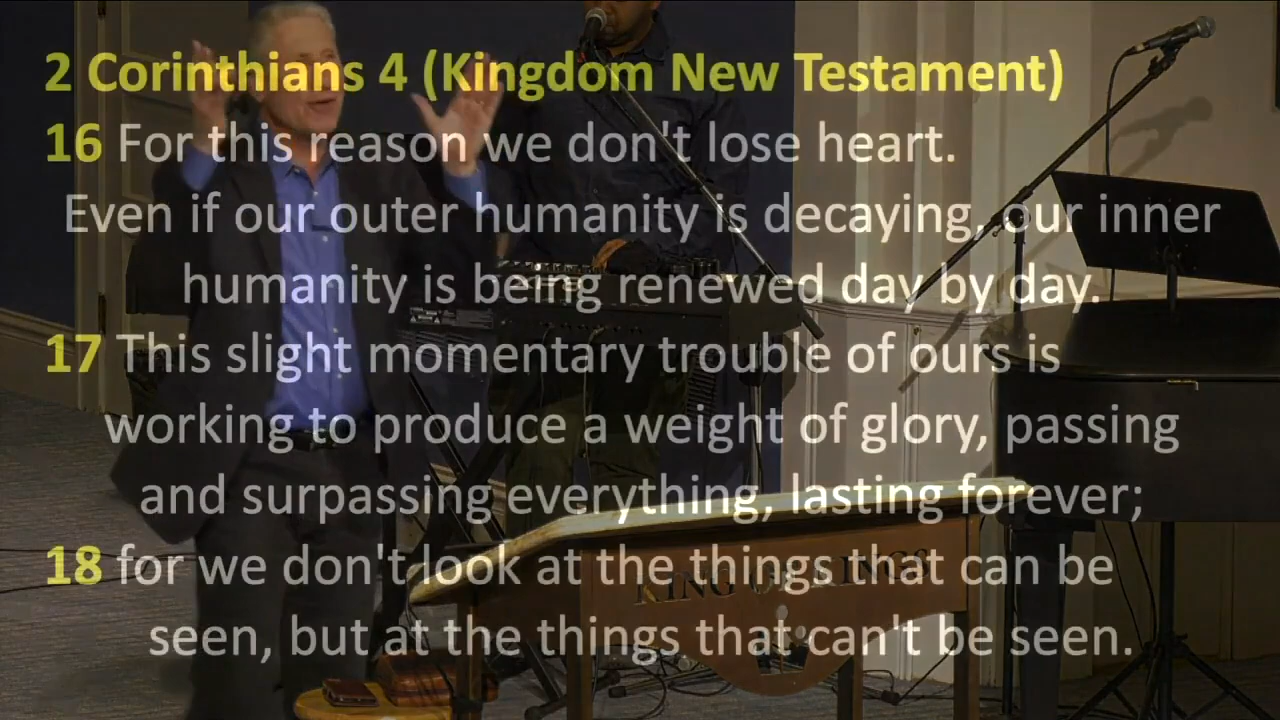 2 Corinthians 4 (Kingdom New Testament)
16 For this reason we don't lose heart.
Even if our outer humanity is decaying, our inner
humanity is being renewed day by day.
17 This slight momentary trouble of ours is
working to produce a weight of glory, passing
and surpassing everything, lasting forever;
18 for we don't look at the things that can be
KING OF KINGS
seen, but at the things that can't be seen.